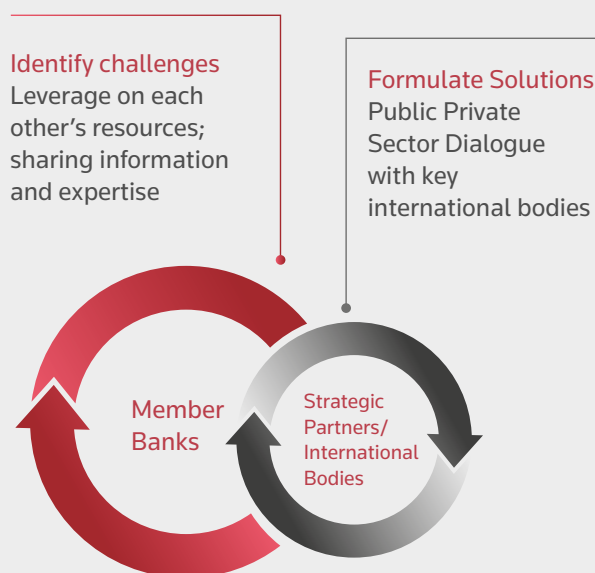 Identify challenges
Leverage on each
other’s resources;
sharing information
and expertise
Formulate Solutions
Public Private
Sector Dialogue
with key
international bodies
Member
Banks
Strategic
Partners/
International
Bodies